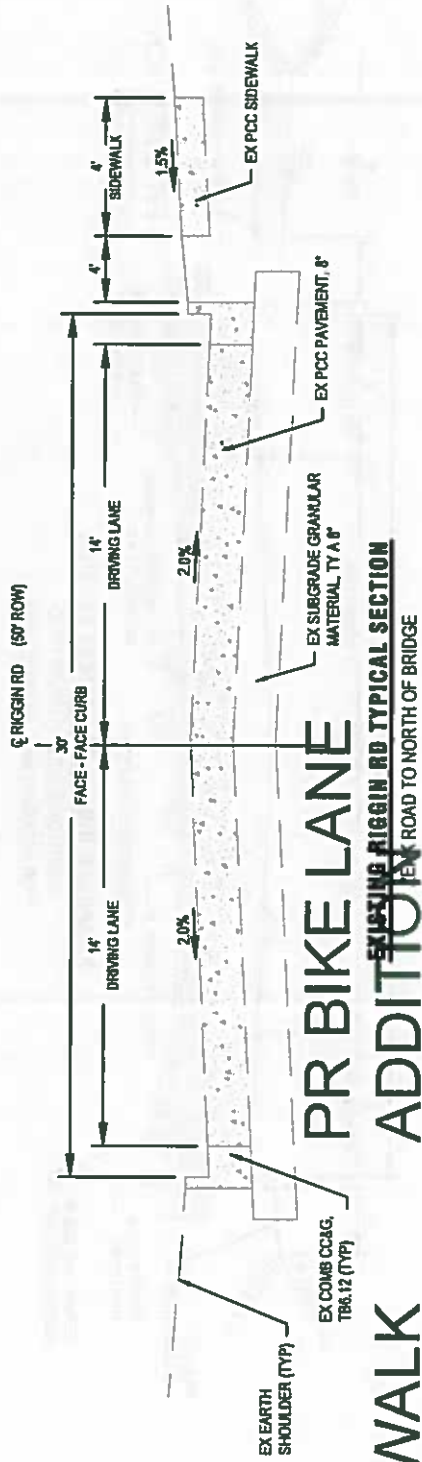 ℄ RIGGIN RD (50' ROW)
30'
FACE - FACE CURB
14'
DRIVING LANE
14'
DRIVING LANE
4'
4'
SIDEWALK
2.0%
2.0%
1.5%
EX EARTH
SHOULDER (TYP)
EX COMB CC&G,
TB6.12 (TYP)
EX SUBGRADE GRANULAR
MATERIAL, TY A 8"
EX PCC PAVEMENT, 8"
EX PCC SIDEWALK
PR BIKE LANE
EXISTING RIGGIN RD TYPICAL SECTION
ROAD TO NORTH OF BRIDGE
WALK ADDITION